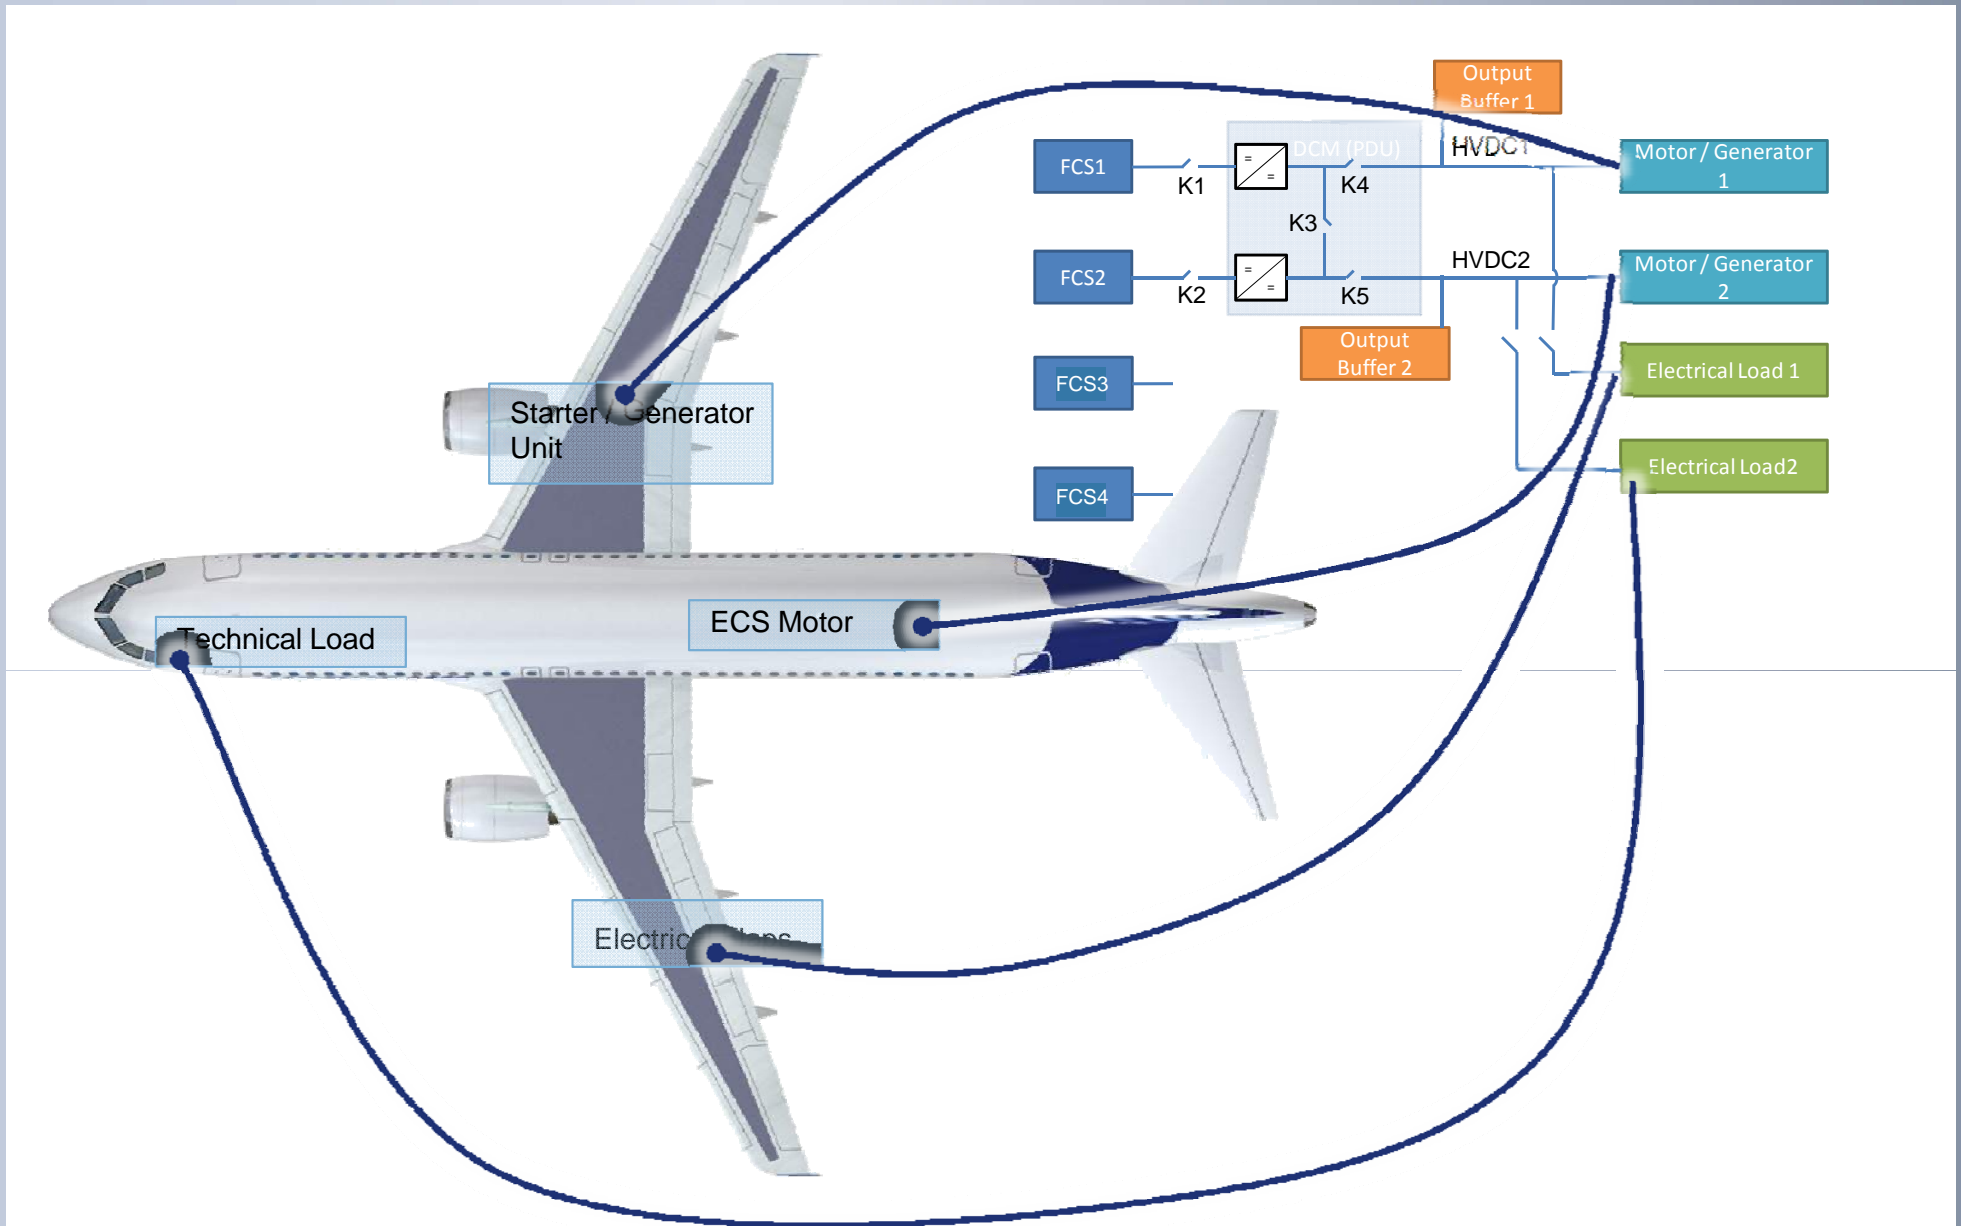 Output
Buffer 1
FCS1
DCM (PDU)
HVDC1
Motor / Generator
1
K1
K4
K3
FCS2
HVDC2
Motor / Generator
2
K2
K5
Output
Buffer 2
FCS3
Electrical Load 1
FCS4
Electrical Load2
Starter / Generator
Unit
ECS Motor
Technical Load
=
=
=
=